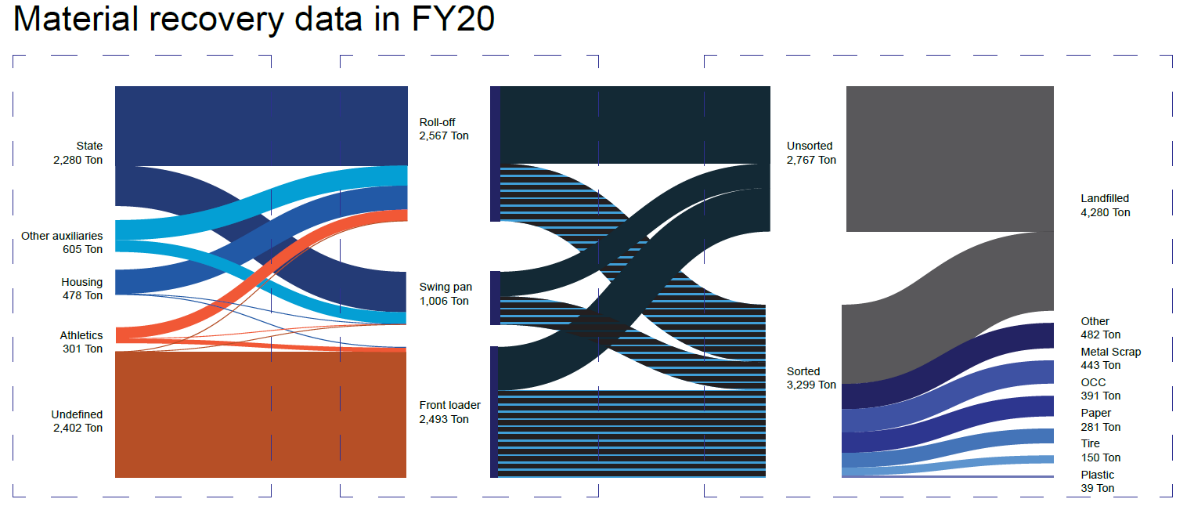 Material recovery data in FY20
State
2,280 Ton
Other auxiliaries
605 Ton
Housing
478 Ton
Athletics
301 Ton
Undefined
2,402 Ton
Roll-off
2,567 Ton
Swing pan
1,006 Ton
Front loader
2,493 Ton
Unsorted
2,767 Ton
Sorted
3,299 Ton
Landfilled
4,280 Ton
Other
482 Ton
Metal Scrap
443 Ton
OCC
391 Ton
Paper
281 Ton
Tire
150 Ton
Plastic
39 Ton